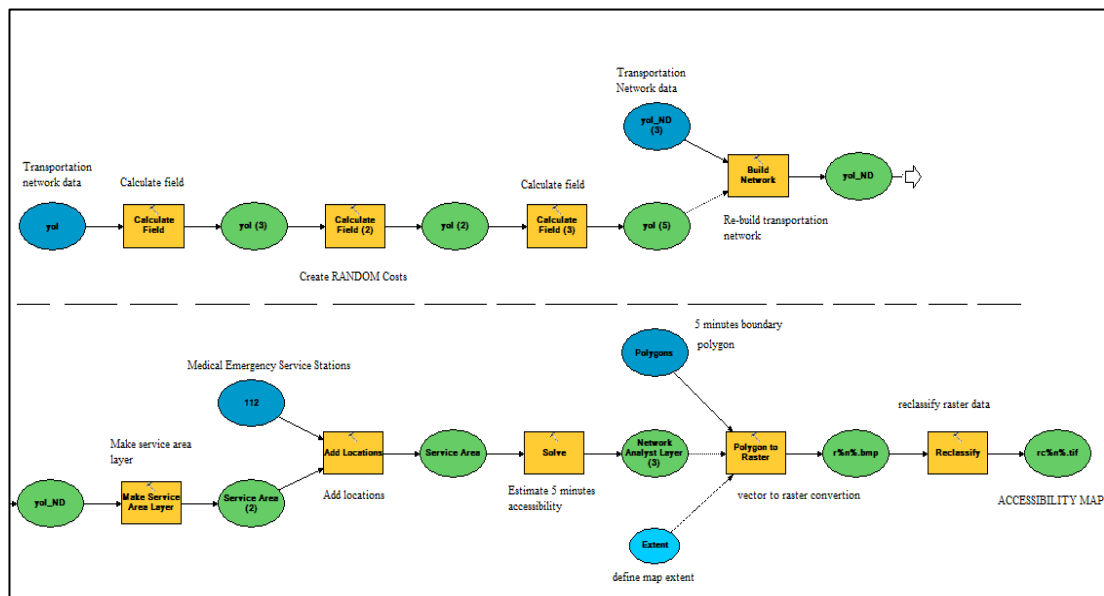 Transportation
Network data
yol_ND
(3)
Transportation
network data
Calculate field
Calculate field
Build
Network
yol_ND
yol
Calculate
Field
yol (3)
Calculate
Field (2)
yol (2)
Calculate
Field (3)
yol (5)
Re-build transportation
network
Create RANDOM Costs
5 minutes boundary
polygon
Medical Emergency Service Stations
Polygons
112
reclassify raster data
Make service area
layer
Add Locations
Service Area
Solve
Network
Analyst Layer
(3)
Polygon to
Raster
r%n%.bmp
Reclassify
rc%n%.tif
yol_ND
Make Service
Area Layer
Service Area
(2)
Add locations
Estimate 5 minutes
accessibility
vector to raster convertion
ACCESSIBILITY MAP
Extent
define map extent